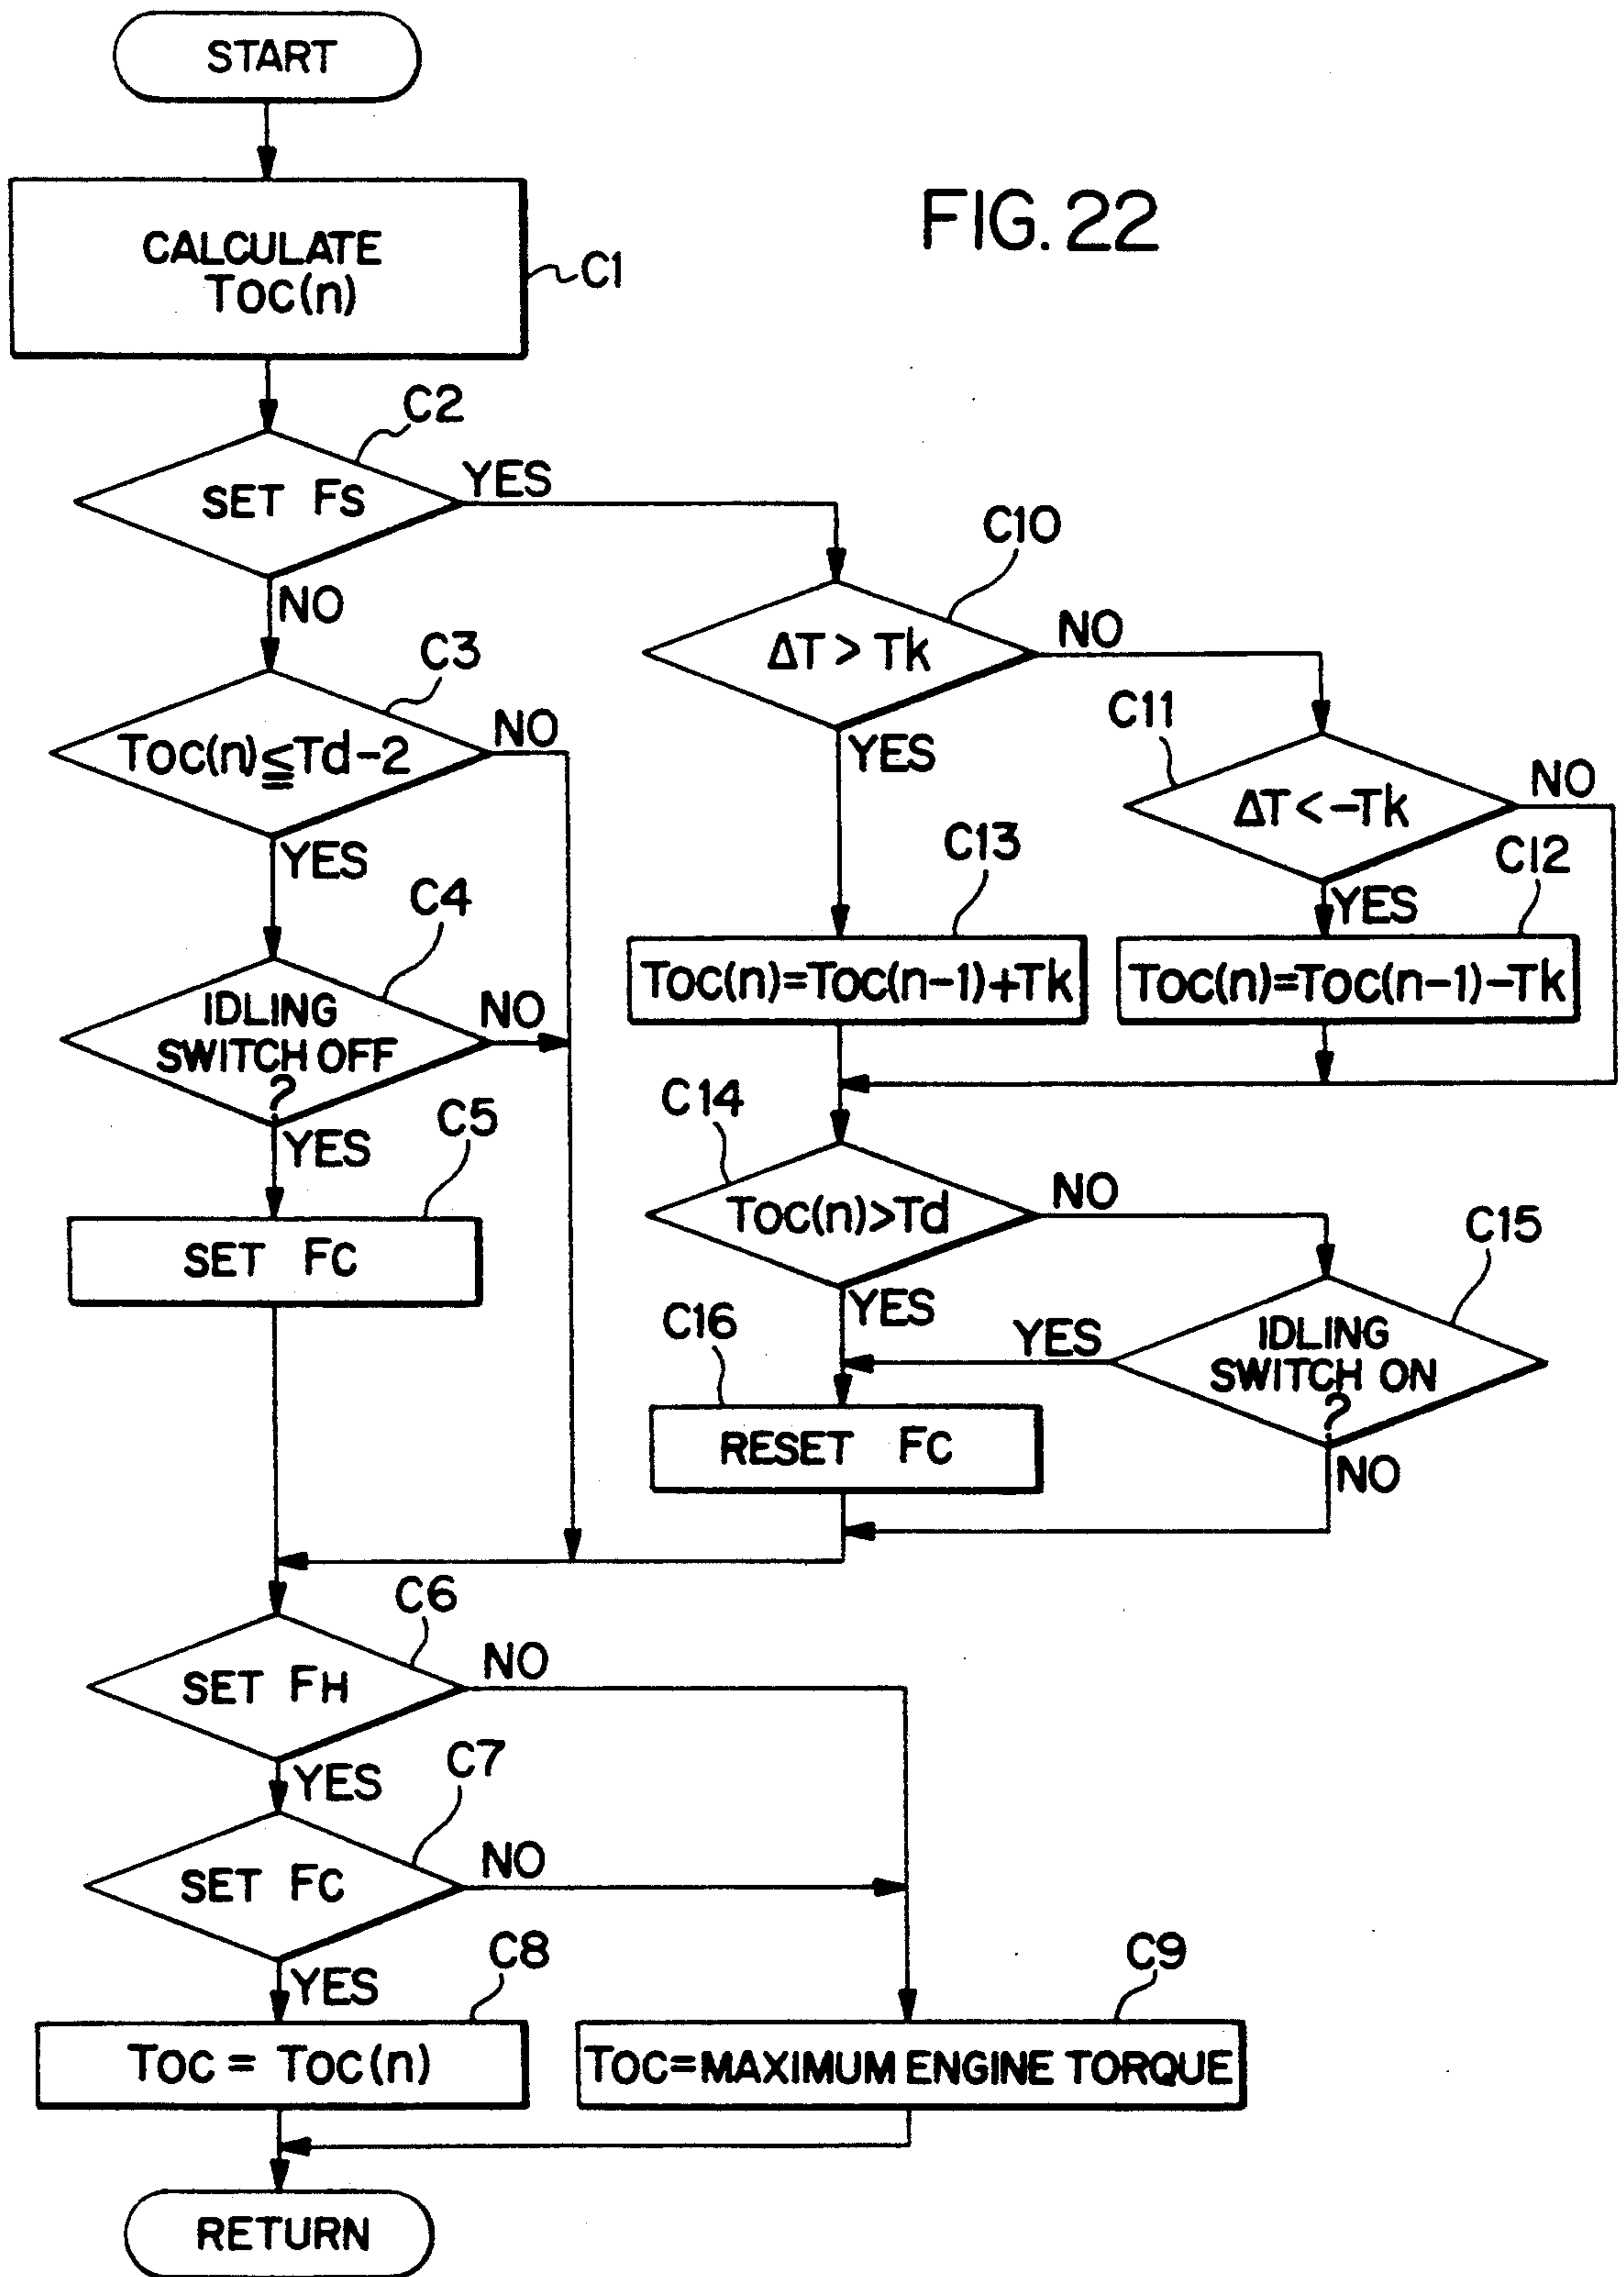 START
FIG. 22
CALCULATE
TOC(n)
C1
C2
SET FS
YES
NO
C10
ΔT > Tk
NO
YES
C3
TOC(n)≦Td-2
NO
YES
C11
ΔT < -Tk
NO
YES
C12
C13
TOC(n)=TOC(n-1)+Tk
TOC(n)=TOC(n-1)-Tk
C4
IDLING
SWITCH OFF
?
NO
YES
C5
SET FC
C14
TOC(n)>Td
NO
YES
C15
IDLING
SWITCH ON
?
YES
NO
C16
RESET FC
C6
SET FH
NO
YES
C7
SET FC
NO
YES
C8
TOC = TOC(n)
C9
TOC=MAXIMUM ENGINE TORQUE
RETURN